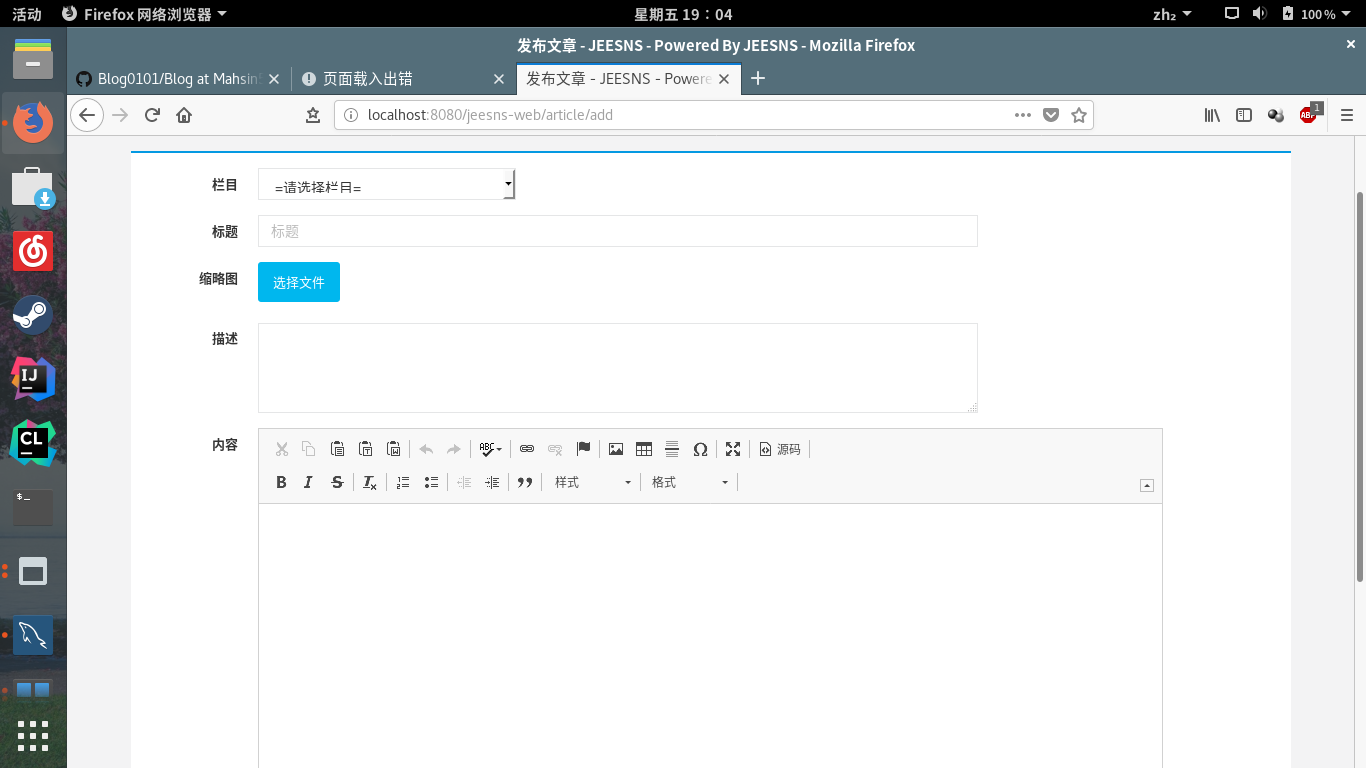 活动 Firefox 网络浏览器 星期五 19：04 zh₂ 100%
发布文章 - JEESNS - Powered By JEESNS - Mozilla Firefox
Blog0101/Blog at Mahsin 页面载入出错 发布文章 - JEESNS - Powere
localhost:8080/jeesns-web/article/add ABP 1
栏目 =请选择栏目=
标题 标题
缩略图 选择文件
描述
内容
ABC 源码
B I S 样式 格式
IJ
CL
$_